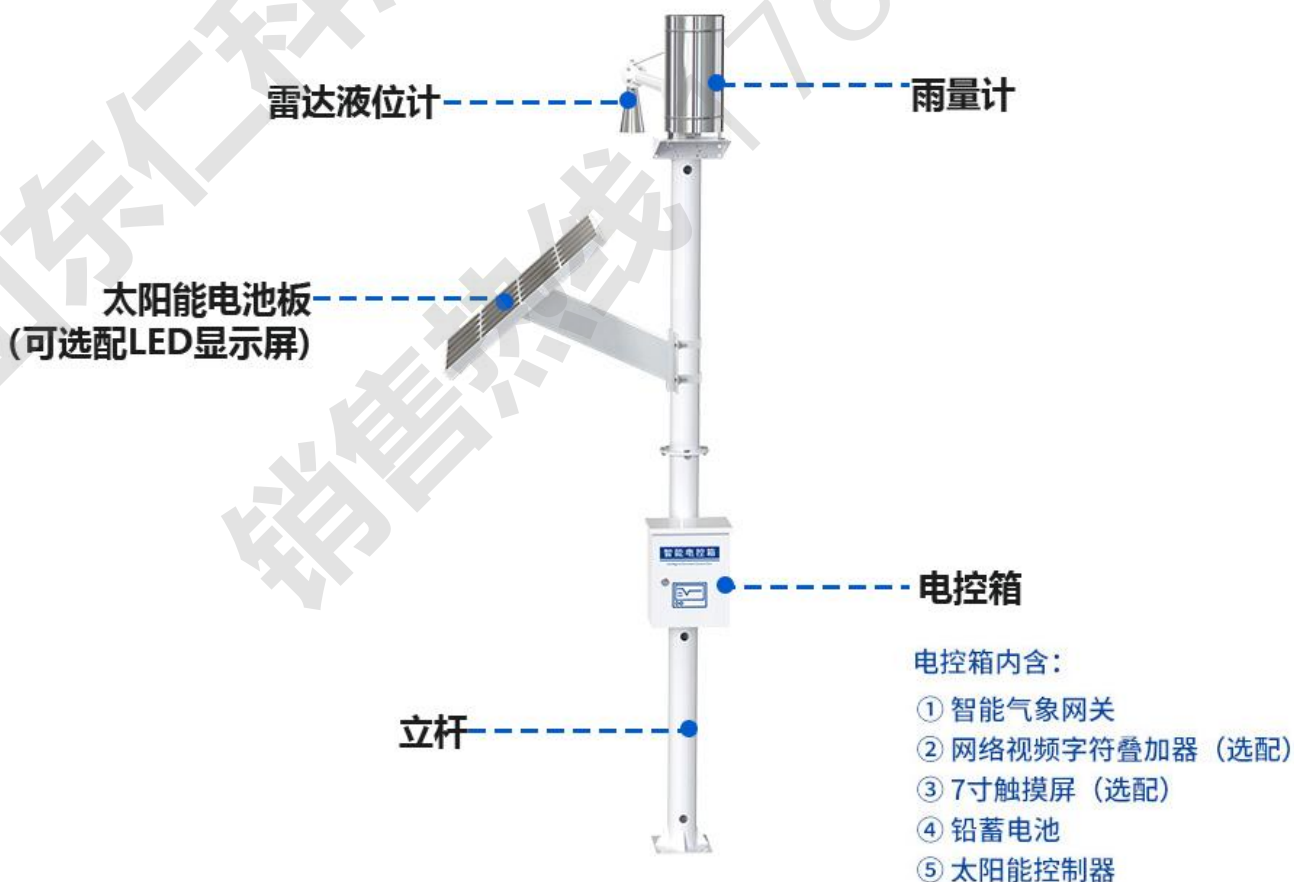 雷达液位计
雨量计
太阳能电池板
(可选配LED显示屏)
智能电控箱
电控箱
电控箱内含：
① 智能气象网关
② 网络视频字符叠加器（选配）
③ 7寸触摸屏（选配）
④ 铅蓄电池
⑤ 太阳能控制器
立杆
东仁科
销售热线 176